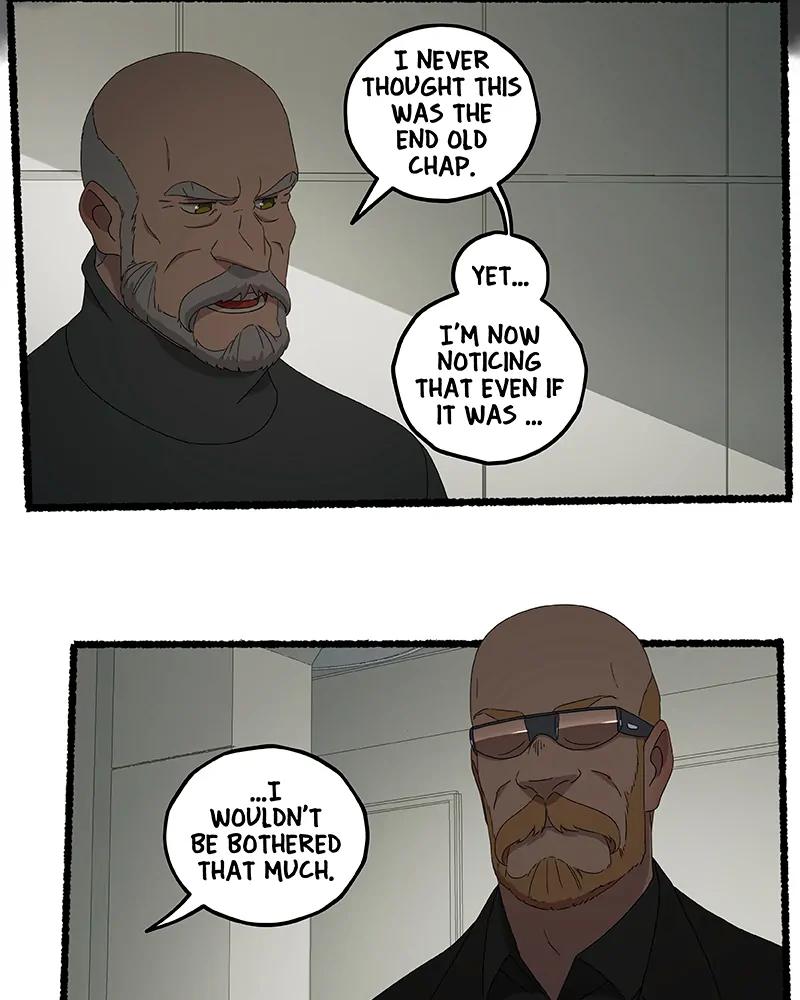 I NEVER
THOUGHT THIS
WAS THE
END OLD
CHAP.
YET...
I'M NOW
NOTICING
THAT EVEN IF
IT WAS ...
...I
WOULDN'T
BE BOTHERED
THAT MUCH.